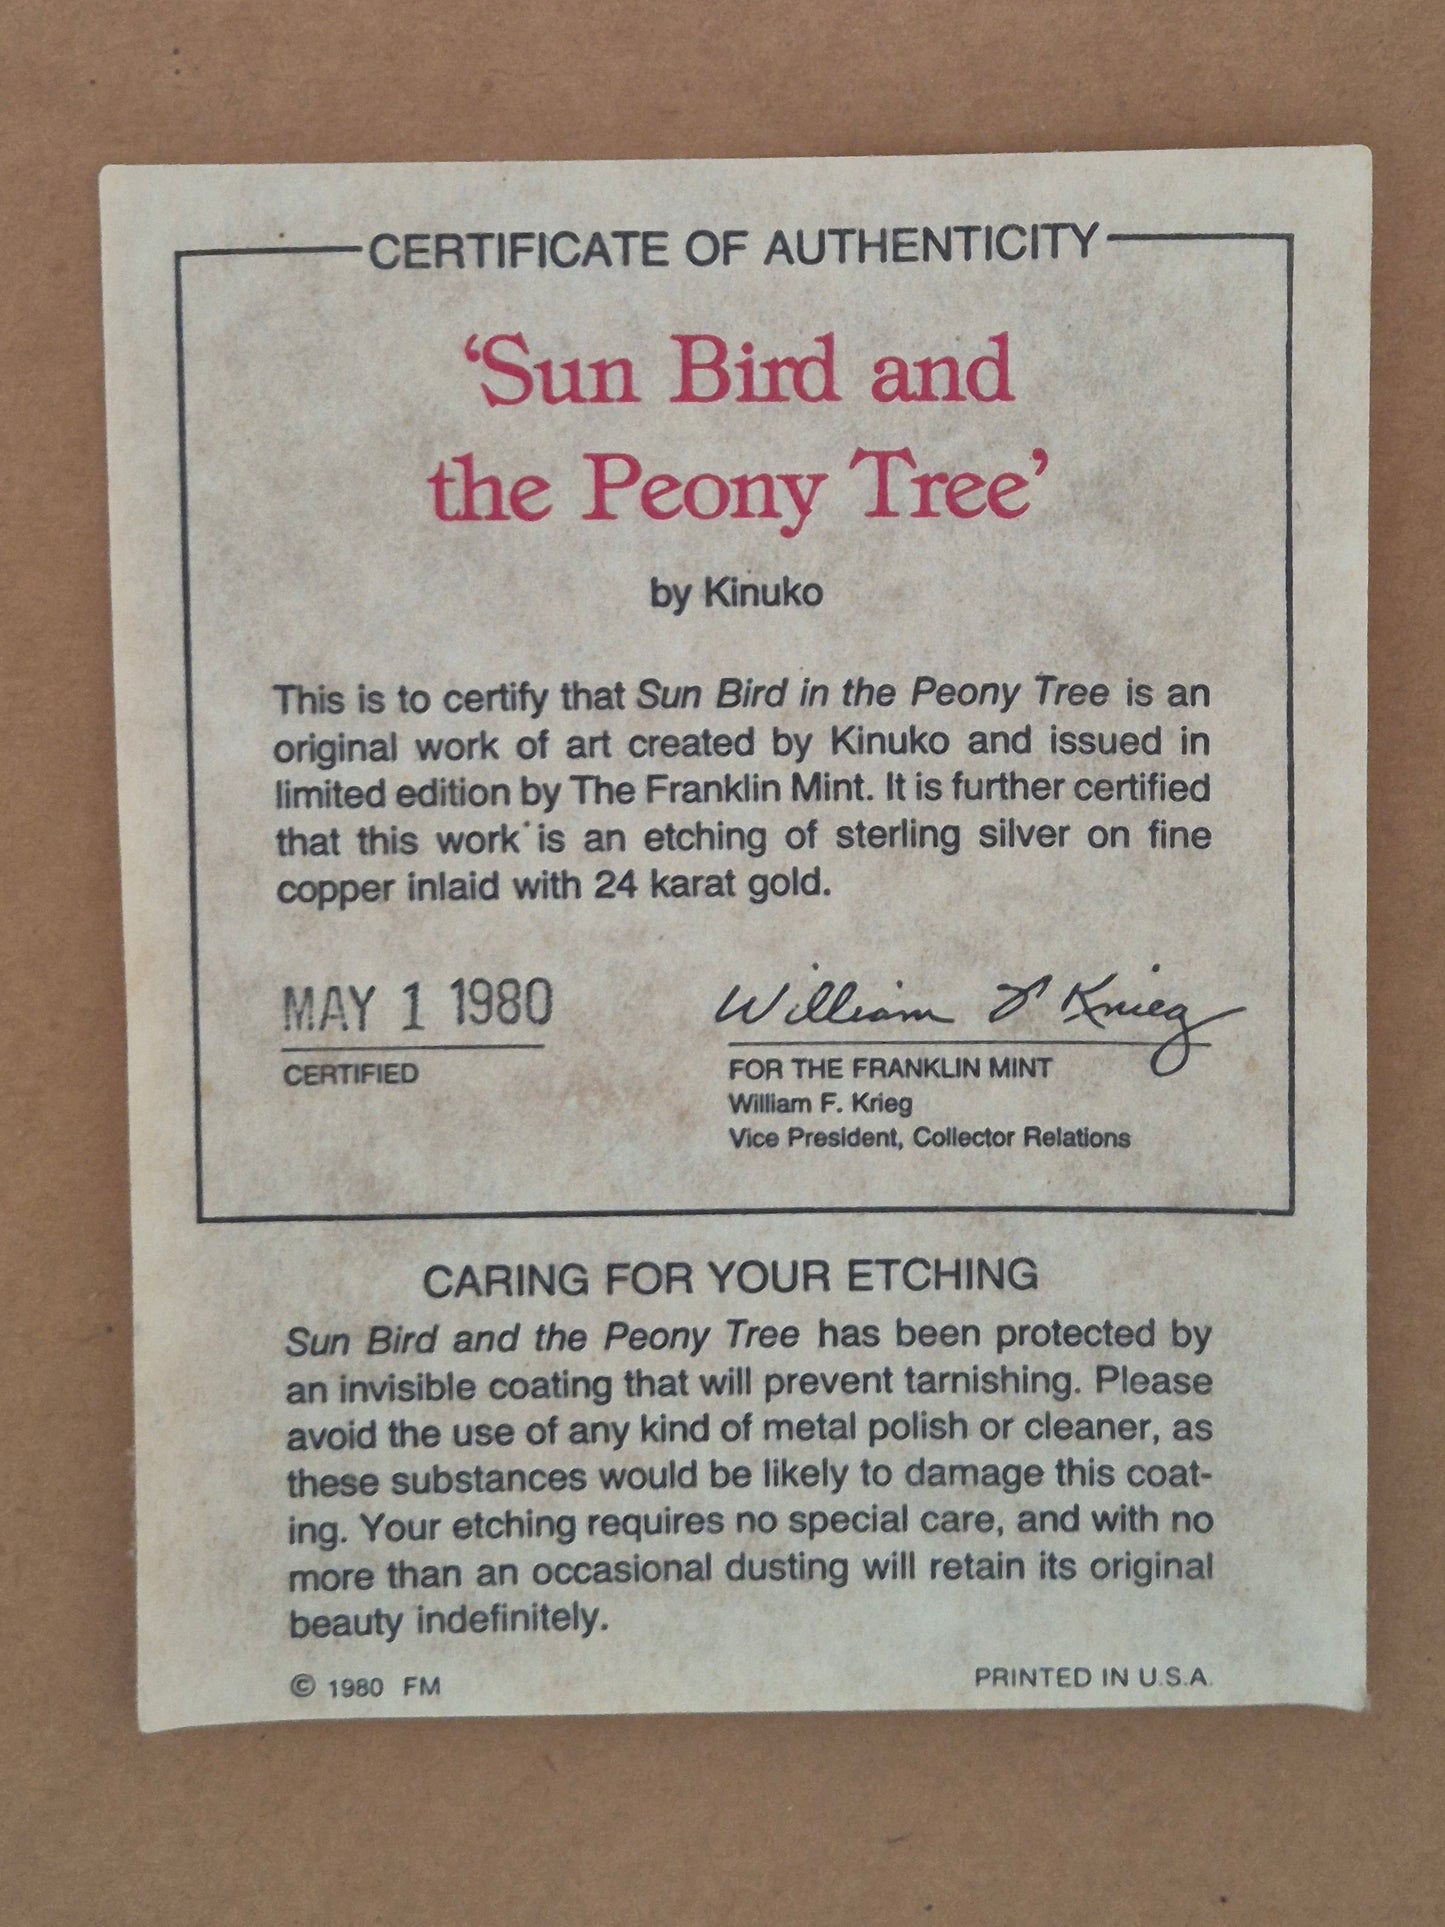 CERTIFICATE OF AUTHENTICITY
‘Sun Bird and
the Peony Tree’
by Kinuko
This is to certify that Sun Bird in the Peony Tree is an
original work of art created by Kinuko and issued in
limited edition by The Franklin Mint. It is further certified
that this work is an etching of sterling silver on fine
copper inlaid with 24 karat gold.
MAY 1 1980
CERTIFIED
William F Krieg
FOR THE FRANKLIN MINT
William F. Krieg
Vice President, Collector Relations
CARING FOR YOUR ETCHING
Sun Bird and the Peony Tree has been protected by
an invisible coating that will prevent tarnishing. Please
avoid the use of any kind of metal polish or cleaner, as
these substances would be likely to damage this coat-
ing. Your etching requires no special care, and with no
more than an occasional dusting will retain its original
beauty indefinitely.
© 1980 FM
PRINTED IN U.S.A.